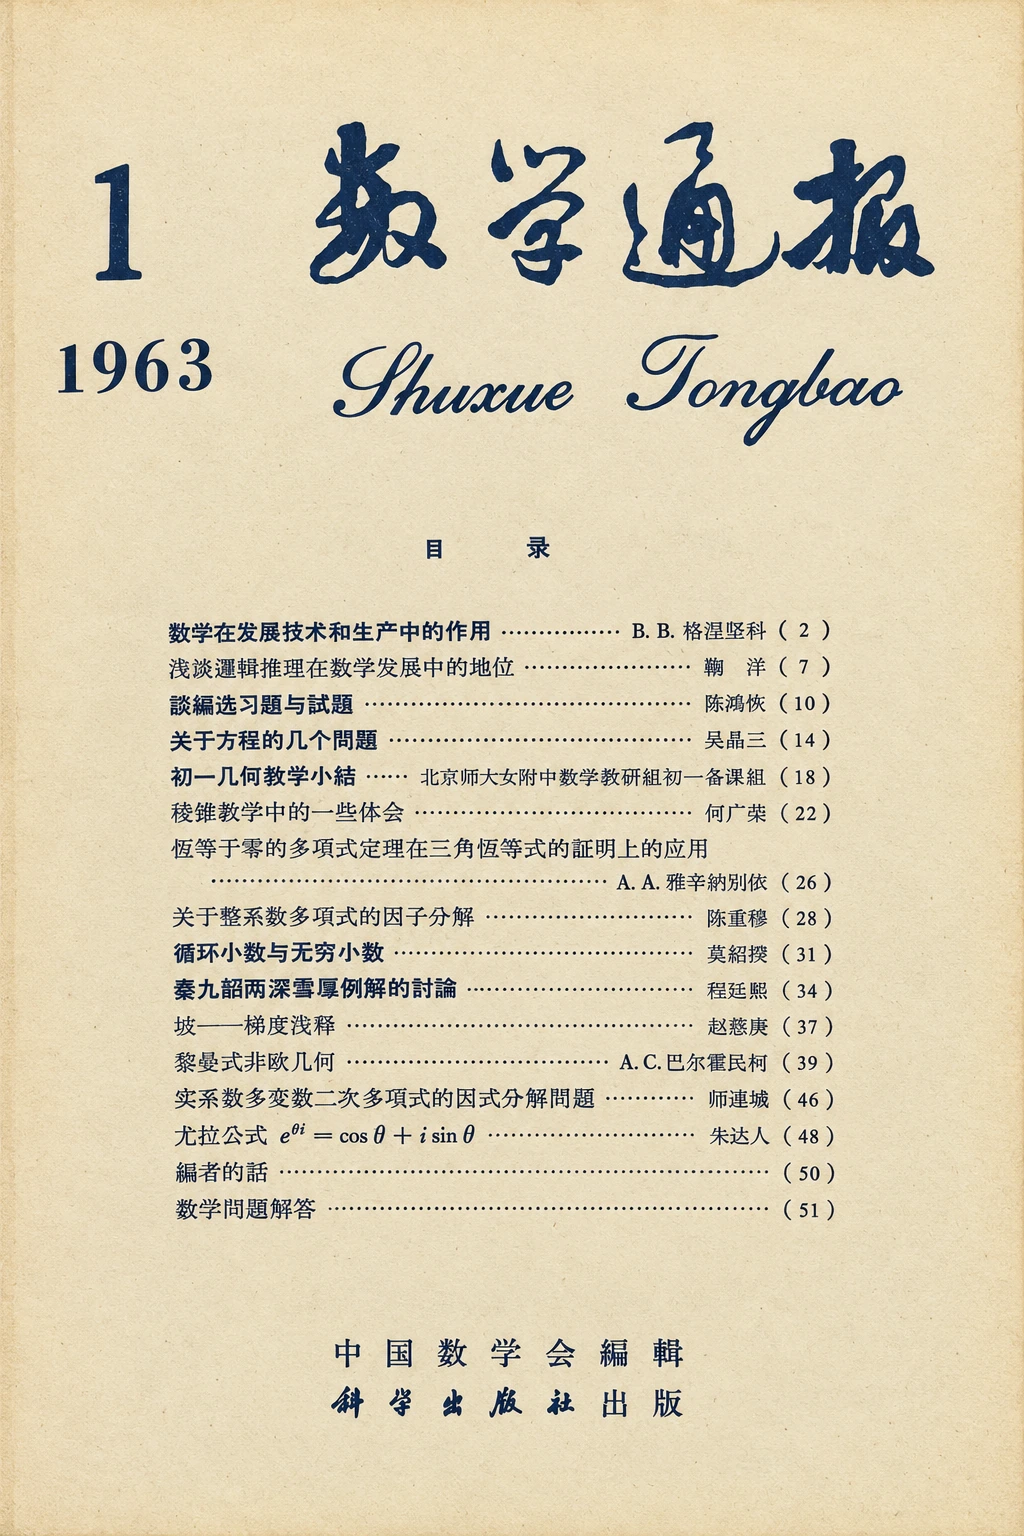 1
数学通报
1963
Shuxue Tongbao
目 录
数学在发展技术和生产中的作用 …………… B. B. 格涅坚科 ( 2 )
浅談邏輯推理在数学发展中的地位 ………………… 鞠 洋 ( 7 )
談編选习題与試題 …………………………………… 陈鴻恢 ( 10 )
关于方程的几个問題 ………………………………… 吴晶三 ( 14 )
初一几何教学小結 …… 北京师大女附中数学教研組初一备课組 ( 18 )
稜錐教学中的一些体会 ……………………………… 何广荣 ( 22 )
恆等于零的多項式定理在三角恆等式的証明上的应用
………………………………………… A. A. 雅辛納別依 ( 26 )
关于整系数多項式的因子分解 ……………………… 陈重穆 ( 28 )
循环小数与无穷小数 ………………………………… 莫紹揆 ( 31 )
秦九韶两深雪厚例解的討論 ………………………… 程廷熙 ( 34 )
坡——梯度浅释 ……………………………………… 赵慈庚 ( 37 )
黎曼式非欧几何 …………………………… A. C. 巴尔霍民柯 ( 39 )
实系数多变数二次多項式的因式分解問題 ………… 师連城 ( 46 )
尤拉公式 e^{θi} = cos θ + i sin θ ……………………… 朱达人 ( 48 )
編者的話 …………………………………………………… ( 50 )
数学問題解答 ……………………………………………… ( 51 )
中国数学会編輯
科学出版社出版